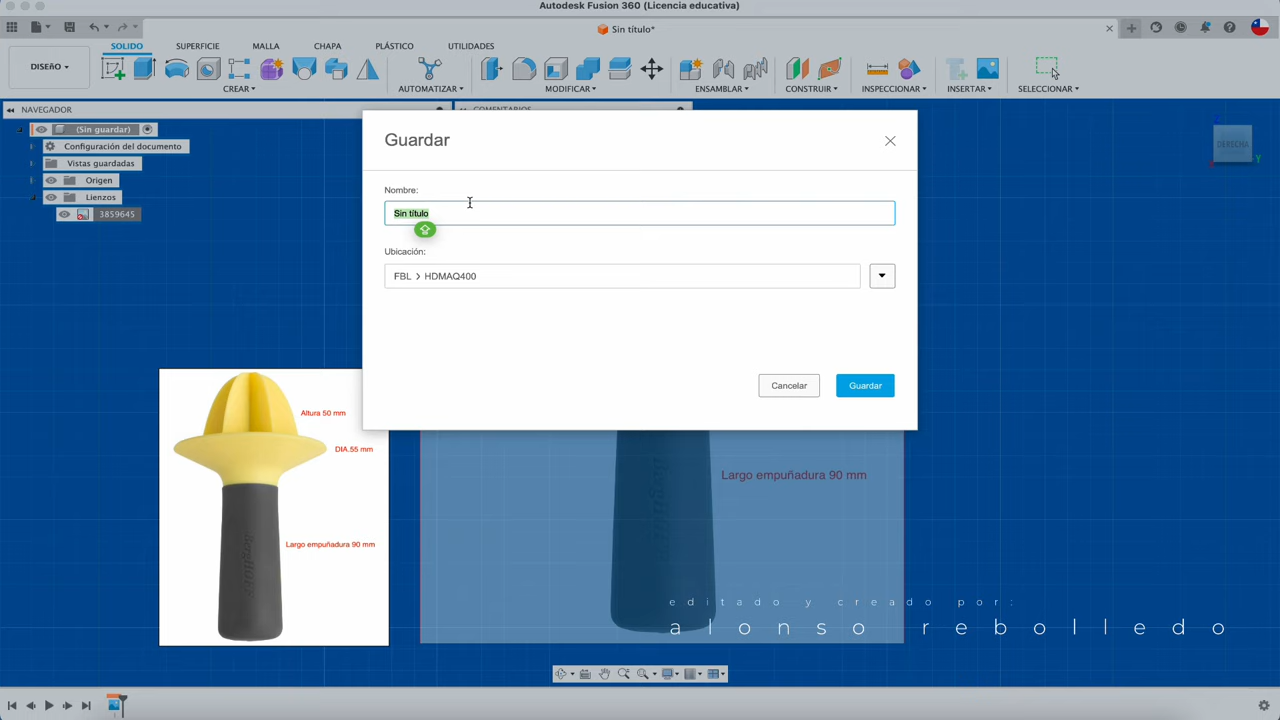 Autodesk Fusion 360 (Licencia educativa)
Sin título*
DISEÑO
SOLIDO
SUPERFICIE
MALLA
CHAPA
PLÁSTICO
UTILIDADES
CREAR
AUTOMATIZAR
MODIFICAR
ENSAMBLAR
CONSTRUIR
INSPECCIONAR
INSERTAR
SELECCIONAR
NAVEGADOR
COMENTARIOS
(Sin guardar)
Configuración del documento
Vistas guardadas
Origen
Lienzos
3859645
DERECHA
Guardar
Nombre:
Sin título
Ubicación:
FBL > HDMAQ400
Cancelar
Guardar
Altura 50 mm
DIA.55 mm
Largo empuñadura 90 mm
Largo empuñadura 90 mm
editado y creado por:
alonso rebolledo